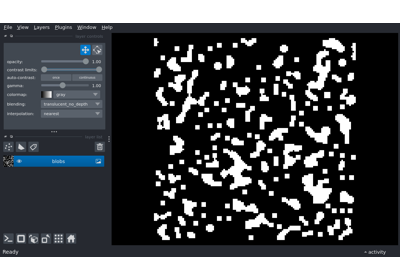 File View Layers Plugins Window Help
opacity: 1.00
contrast limits:
auto-contrast: once continuous
gamma: 1.00
colormap: gray
blending: translucent_no_depth
interpolation: nearest
blobs
Ready
activity